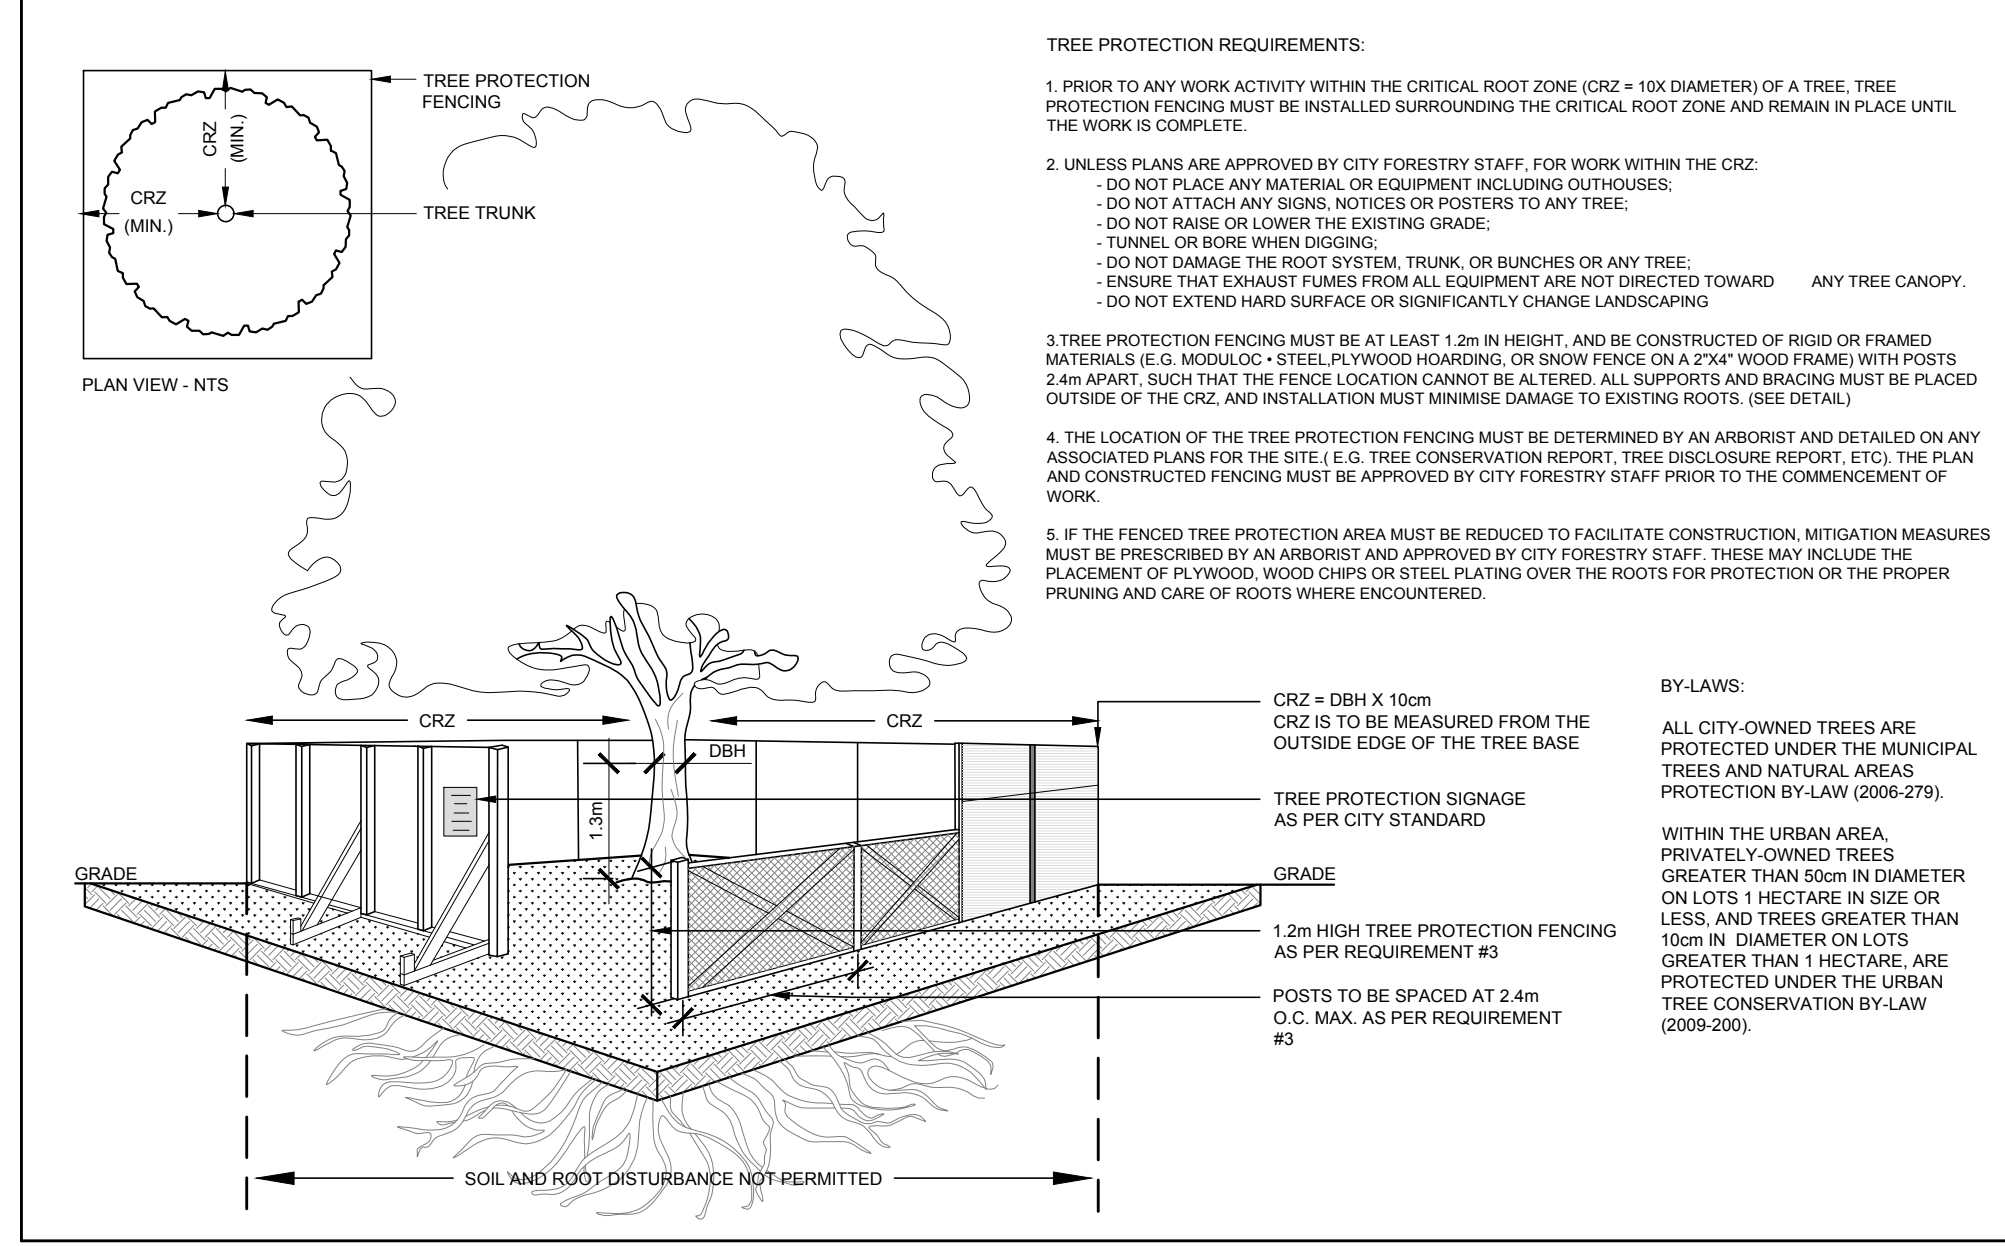 TREE PROTECTION
FENCING
CRZ
(MIN.)
CRZ
(MIN.)
TREE TRUNK
PLAN VIEW - NTS
TREE PROTECTION REQUIREMENTS:
1. PRIOR TO ANY WORK ACTIVITY WITHIN THE CRITICAL ROOT ZONE (CRZ = 10X DIAMETER) OF A TREE, TREE
PROTECTION FENCING MUST BE INSTALLED SURROUNDING THE CRITICAL ROOT ZONE AND REMAIN IN PLACE UNTIL
THE WORK IS COMPLETE.
2. UNLESS PLANS ARE APPROVED BY CITY FORESTRY STAFF, FOR WORK WITHIN THE CRZ:
- DO NOT PLACE ANY MATERIAL OR EQUIPMENT INCLUDING OUTHOUSES;
- DO NOT ATTACH ANY SIGNS, NOTICES OR POSTERS TO ANY TREE;
- DO NOT RAISE OR LOWER THE EXISTING GRADE;
- TUNNEL OR BORE WHEN DIGGING;
- DO NOT DAMAGE THE ROOT SYSTEM, TRUNK, OR BUNCHES OR ANY TREE;
- ENSURE THAT EXHAUST FUMES FROM ALL EQUIPMENT ARE NOT DIRECTED TOWARD ANY TREE CANOPY.
- DO NOT EXTEND HARD SURFACE OR SIGNIFICANTLY CHANGE LANDSCAPING
3.TREE PROTECTION FENCING MUST BE AT LEAST 1.2m IN HEIGHT, AND BE CONSTRUCTED OF RIGID OR FRAMED
MATERIALS (E.G. MODULOC • STEEL,PLYWOOD HOARDING, OR SNOW FENCE ON A 2"X4" WOOD FRAME) WITH POSTS
2.4m APART, SUCH THAT THE FENCE LOCATION CANNOT BE ALTERED. ALL SUPPORTS AND BRACING MUST BE PLACED
OUTSIDE OF THE CRZ, AND INSTALLATION MUST MINIMISE DAMAGE TO EXISTING ROOTS. (SEE DETAIL)
4. THE LOCATION OF THE TREE PROTECTION FENCING MUST BE DETERMINED BY AN ARBORIST AND DETAILED ON ANY
ASSOCIATED PLANS FOR THE SITE.( E.G. TREE CONSERVATION REPORT, TREE DISCLOSURE REPORT, ETC). THE PLAN
AND CONSTRUCTED FENCING MUST BE APPROVED BY CITY FORESTRY STAFF PRIOR TO THE COMMENCEMENT OF
WORK.
5. IF THE FENCED TREE PROTECTION AREA MUST BE REDUCED TO FACILITATE CONSTRUCTION, MITIGATION MEASURES
MUST BE PRESCRIBED BY AN ARBORIST AND APPROVED BY CITY FORESTRY STAFF. THESE MAY INCLUDE THE
PLACEMENT OF PLYWOOD, WOOD CHIPS OR STEEL PLATING OVER THE ROOTS FOR PROTECTION OR THE PROPER
PRUNING AND CARE OF ROOTS WHERE ENCOUNTERED.
CRZ
CRZ
DBH
1.3m
GRADE
CRZ = DBH X 10cm
CRZ IS TO BE MEASURED FROM THE
OUTSIDE EDGE OF THE TREE BASE
TREE PROTECTION SIGNAGE
AS PER CITY STANDARD
GRADE
1.2m HIGH TREE PROTECTION FENCING
AS PER REQUIREMENT #3
POSTS TO BE SPACED AT 2.4m
O.C. MAX. AS PER REQUIREMENT
#3
SOIL AND ROOT DISTURBANCE NOT PERMITTED
BY-LAWS:
ALL CITY-OWNED TREES ARE
PROTECTED UNDER THE MUNICIPAL
TREES AND NATURAL AREAS
PROTECTION BY-LAW (2006-279).
WITHIN THE URBAN AREA,
PRIVATELY-OWNED TREES
GREATER THAN 50cm IN DIAMETER
ON LOTS 1 HECTARE IN SIZE OR
LESS, AND TREES GREATER THAN
10cm IN DIAMETER ON LOTS
GREATER THAN 1 HECTARE, ARE
PROTECTED UNDER THE URBAN
TREE CONSERVATION BY-LAW
(2009-200).